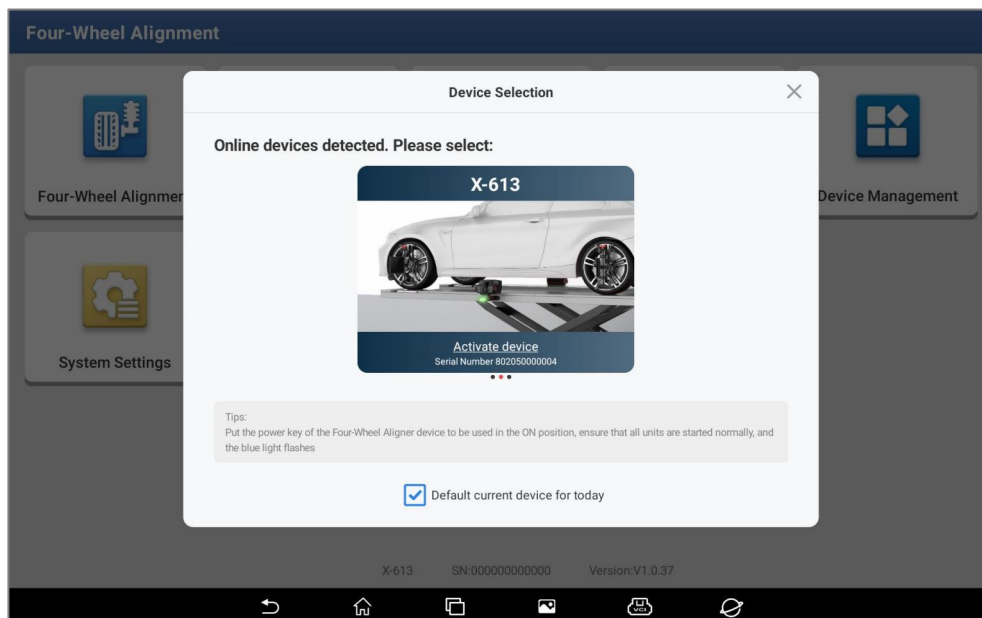 Four-Wheel Alignment
Device Selection
Online devices detected. Please select:
X-613
Activate device
Serial Number 802050000004
Tips:
Put the power key of the Four-Wheel Aligner device to be used in the ON position, ensure that all units are started normally, and
the blue light flashes
Default current device for today
Four-Wheel Alignmen
Device Management
System Settings
X-613 SN:000000000000 Version:V1.0.37
VCI